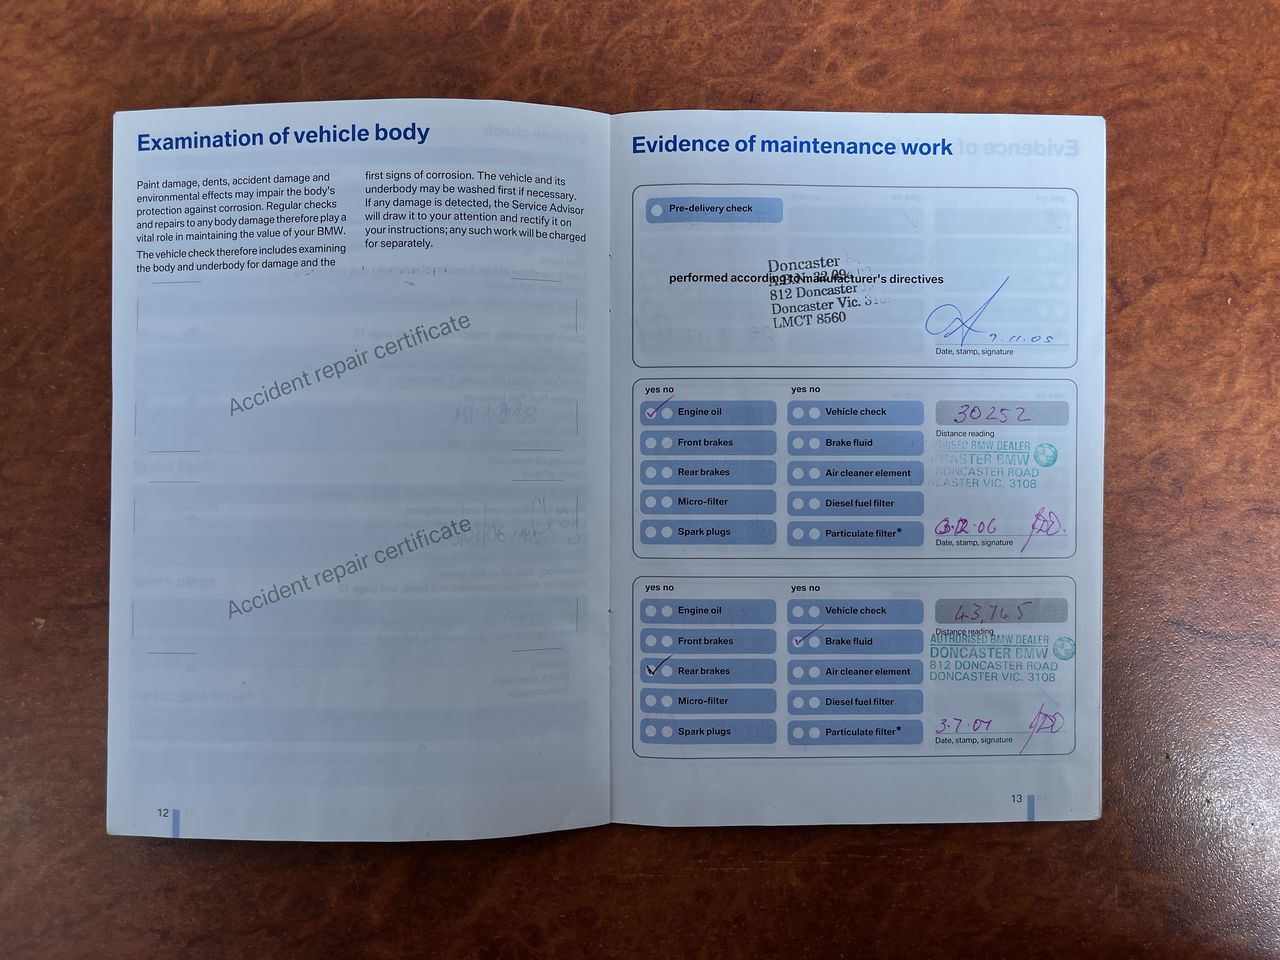 Examination of vehicle body
Paint damage, dents, accident damage and
environmental effects may impair the body's
protection against corrosion. Regular checks
and repairs to any body damage therefore play a
vital role in maintaining the value of your BMW.
The vehicle check therefore includes examining
the body and underbody for damage and the
first signs of corrosion. The vehicle and its
underbody may be washed first if necessary.
If any damage is detected, the Service Advisor
will draw it to your attention and rectify it on
your instructions; any such work will be charged
for separately.
Accident repair certificate
Accident repair certificate
12
Evidence of maintenance work
Pre-delivery check
Doncaster
performed according to manufacturer's directives
812 Doncaster
Doncaster Vic.
LMCT 8560
Date, stamp, signature
yes no
yes no
Engine oil
Vehicle check
30252
Distance reading
Front brakes
Brake fluid
BMW DEALER
BMW
Rear brakes
Air cleaner element
DONCASTER ROAD
VIC. 3108
Micro-filter
Diesel fuel filter
Spark plugs
Particulate filter*
Date, stamp, signature
yes no
yes no
Engine oil
Vehicle check
43,745
Distance reading
Front brakes
Brake fluid
AUTHORISED BMW DEALER
DONCASTER BMW
Rear brakes
Air cleaner element
812 DONCASTER ROAD
DONCASTER VIC. 3108
Micro-filter
Diesel fuel filter
Spark plugs
Particulate filter*
3.7.07
Date, stamp, signature
13